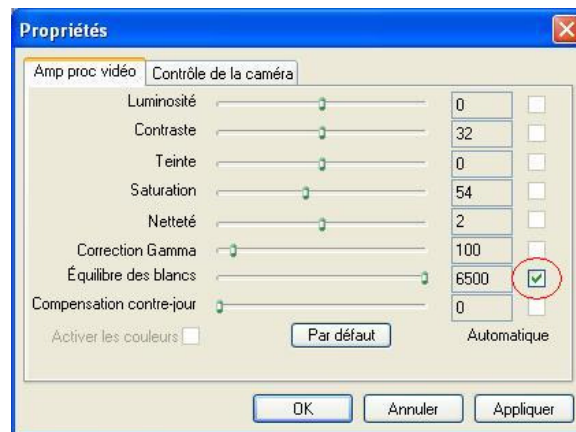 Propriétés
Amp proc vidéo Contrôle de la caméra
Luminosité 0
Contraste 32
Teinte 0
Saturation 54
Netteté 2
Correction Gamma 100
Équilibre des blancs 6500
Compensation contre-jour 0
Activer les couleurs Par défaut Automatique
OK Annuler Appliquer